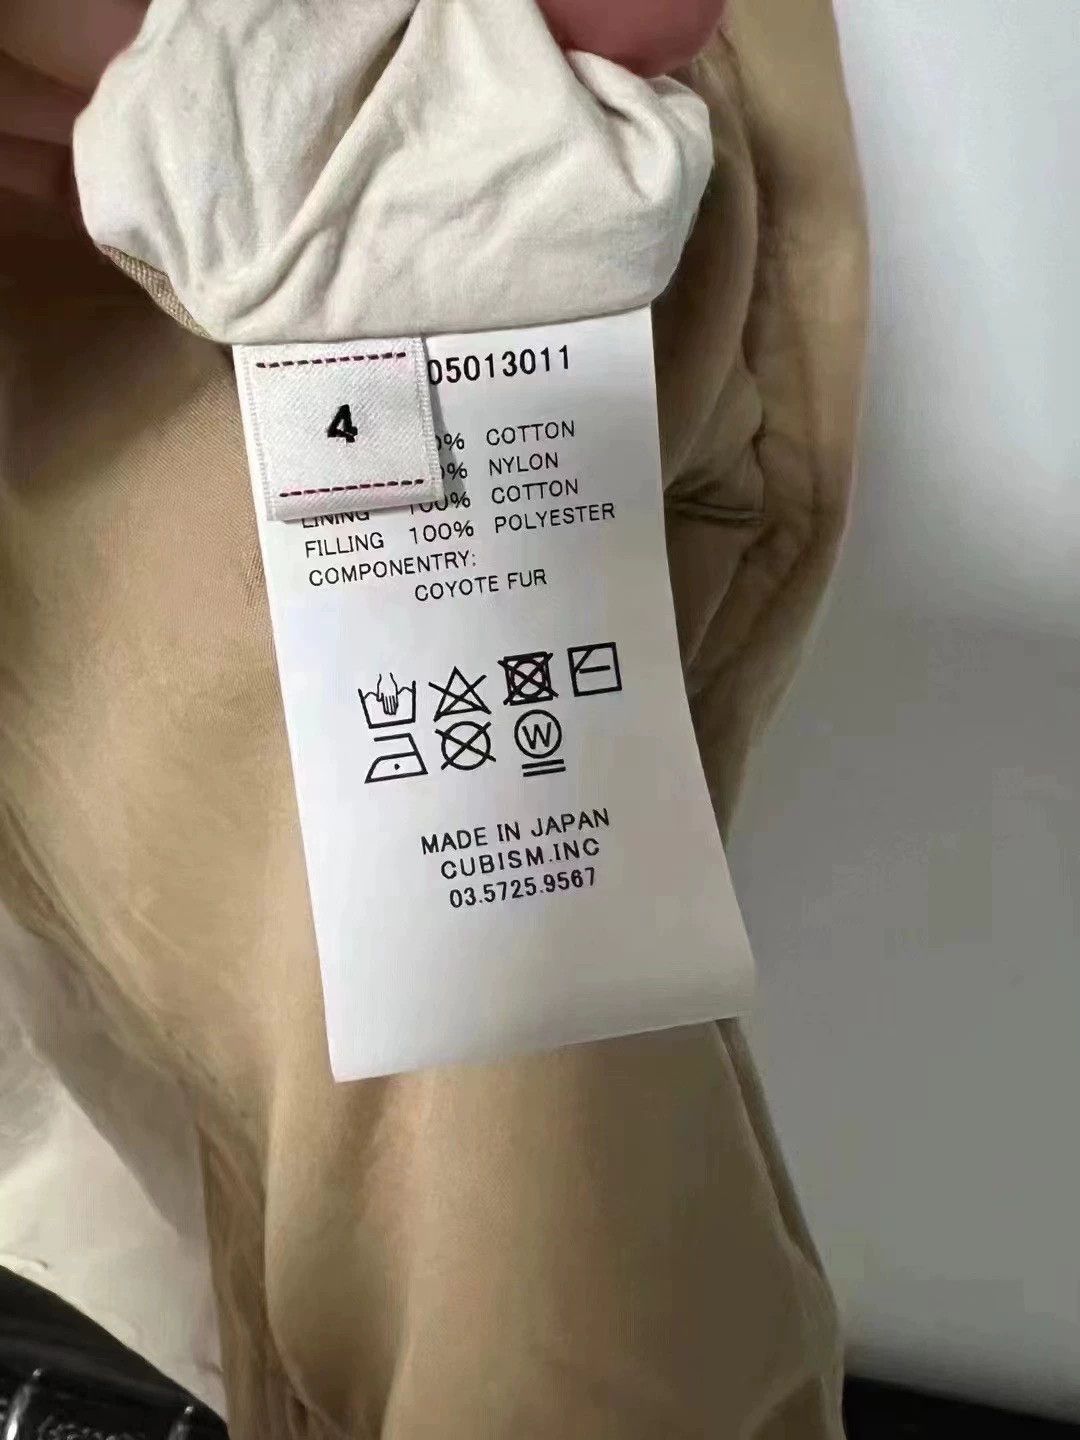 05013011
4
% COTTON
% NYLON
LINING 100% COTTON
FILLING 100% POLYESTER
COMPONENTRY:
COYOTE FUR
W
MADE IN JAPAN
CUBISM.INC
03.5725.9567